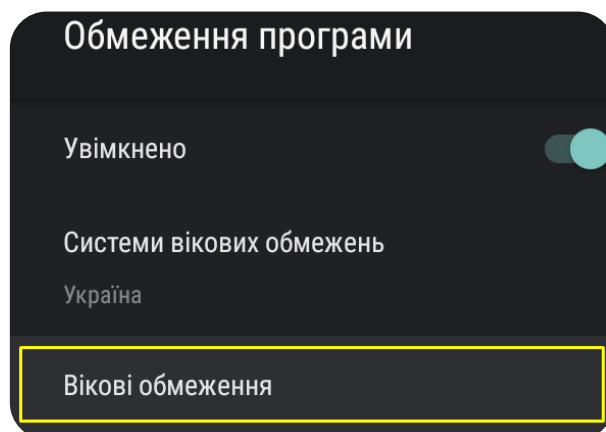 Обмеження програми
Увімкнено
Системи вікових обмежень
Україна
Вікові обмеження